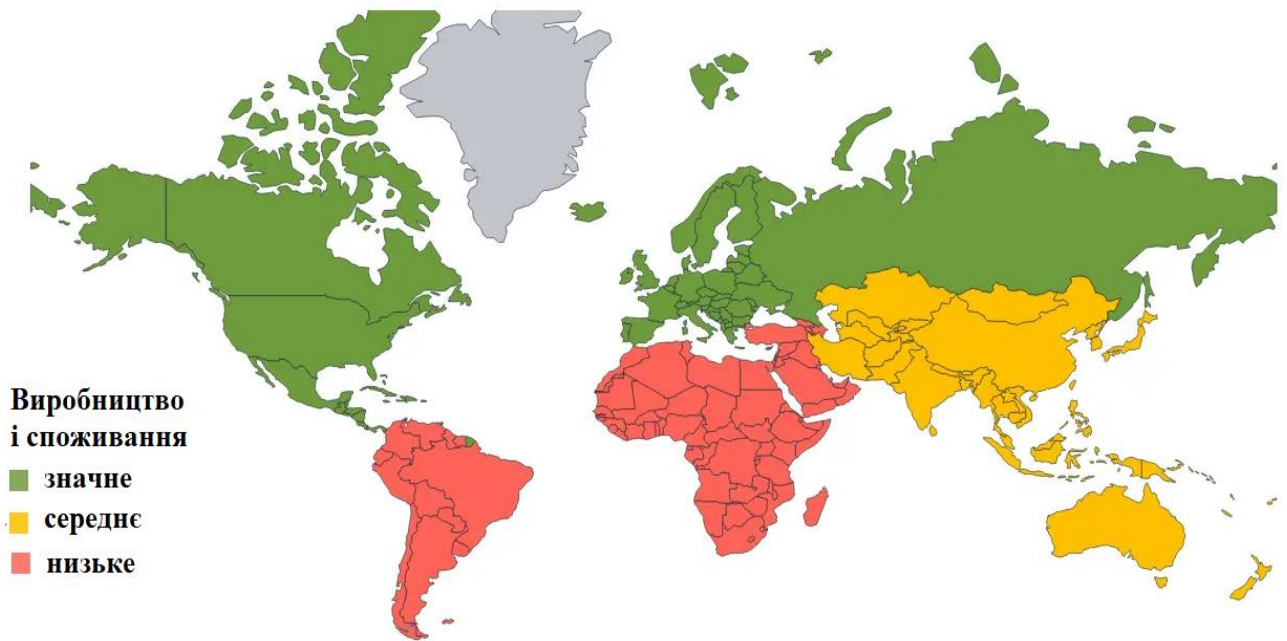 Виробництво
і споживання
значне
середнє
низьке